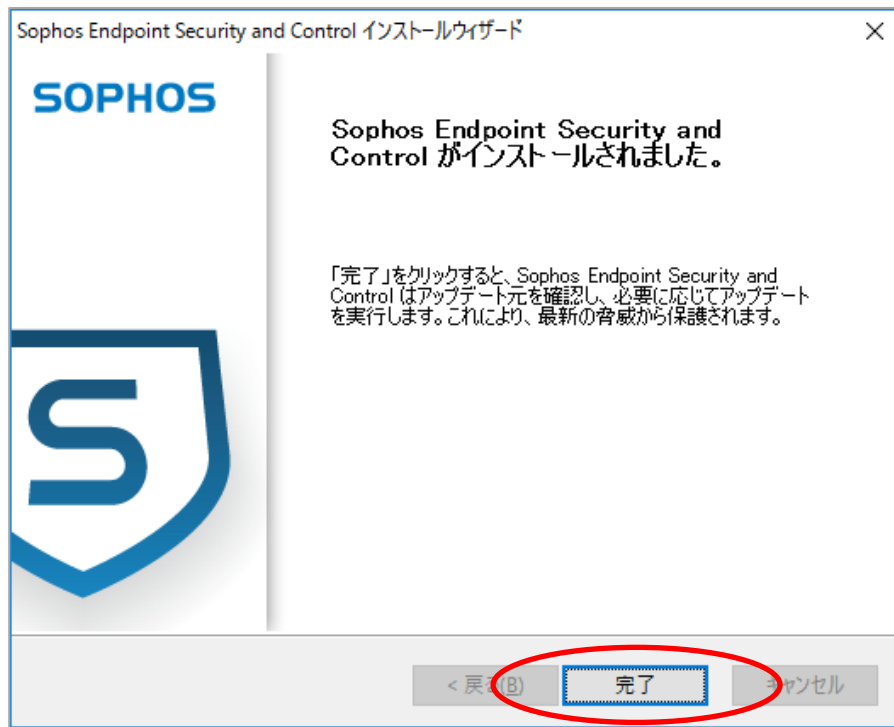 Sophos Endpoint Security and Control インストールウィザード
SOPHOS
Sophos Endpoint Security and
Control がインストールされました。
「完了」をクリックすると、Sophos Endpoint Security and
Control はアップデート元を確認し、必要に応じてアップデート
を実行します。これにより、最新の脅威から保護されます。
S
< 戻る(B)
完了
キャンセル